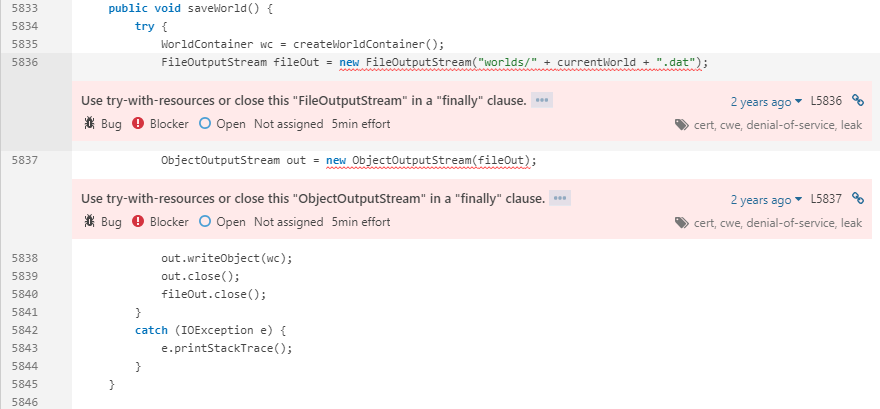 5833 public void saveWorld() {
5834 try {
5835 WorldContainer wc = createWorldContainer();
5836 FileOutputStream fileOut = new FileOutputStream("worlds/" + currentWorld + ".dat");
Use try-with-resources or close this "FileOutputStream" in a "finally" clause. ••• 2 years ago L5836
Bug Blocker Open Not assigned 5min effort cert, cwe, denial-of-service, leak
5837 ObjectOutputStream out = new ObjectOutputStream(fileOut);
Use try-with-resources or close this "ObjectOutputStream" in a "finally" clause. ••• 2 years ago L5837
Bug Blocker Open Not assigned 5min effort cert, cwe, denial-of-service, leak
5838 out.writeObject(wc);
5839 out.close();
5840 fileOut.close();
5841 }
5842 catch (IOException e) {
5843 e.printStackTrace();
5844 }
5845 }
5846